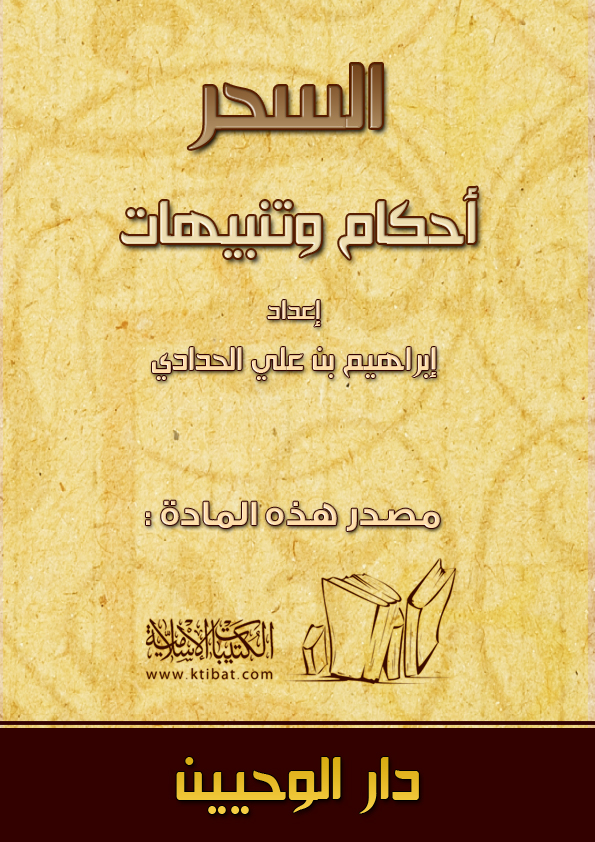 السحر
أحكام وتنبيهات
إعداد
إبراهيم بن علي الحدادي
مصدر هذه المادة :
الكتيبات الإسلامية
www.ktibat.com
دار الوحيين